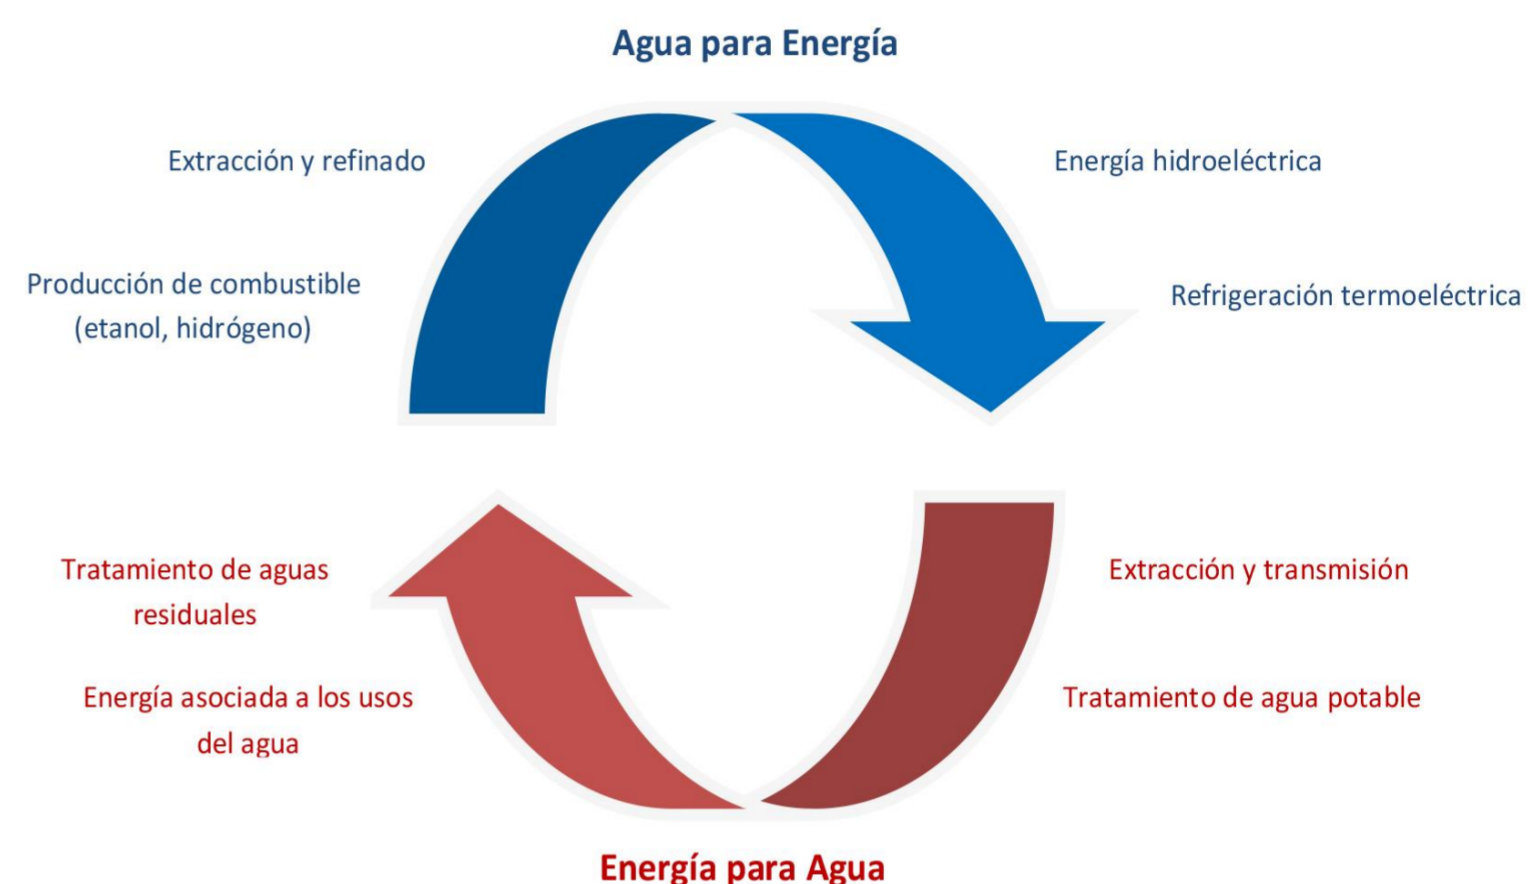 Agua para Energía
Extracción y refinado
Energía hidroeléctrica
Producción de combustible
(etanol, hidrógeno)
Refrigeración termoeléctrica
Tratamiento de aguas
residuales
Extracción y transmisión
Energía asociada a los usos
del agua
Tratamiento de agua potable
Energía para Agua